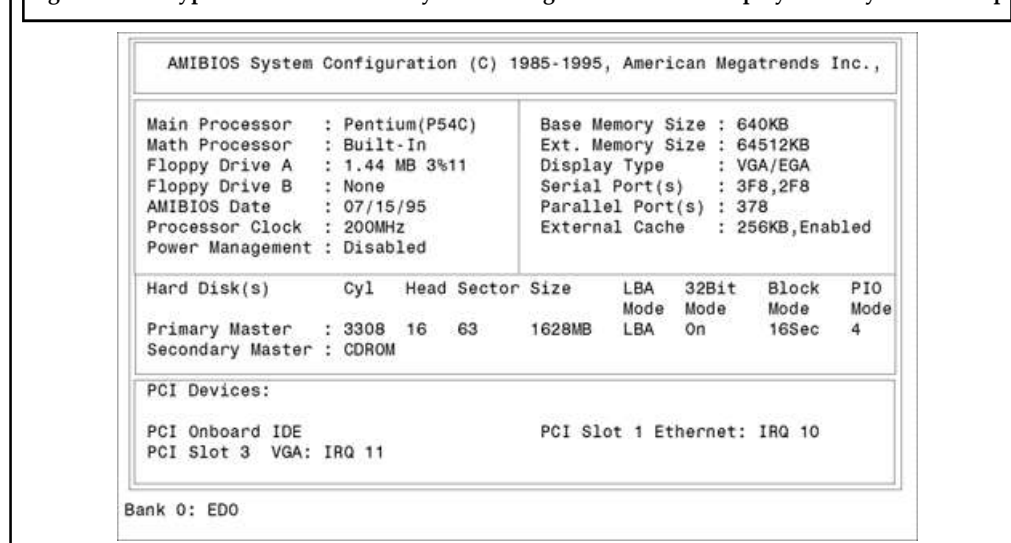 AMIBIOS System Configuration (C) 1985-1995, American Megatrends Inc.,
Main Processor : Pentium(P54C)
Math Processor : Built-In
Floppy Drive A : 1.44 MB 3%11
Floppy Drive B : None
AMIBIOS Date : 07/15/95
Processor Clock : 200MHz
Power Management : Disabled
Base Memory Size : 640KB
Ext. Memory Size : 64512KB
Display Type : VGA/EGA
Serial Port(s) : 3F8,2F8
Parallel Port(s) : 378
External Cache : 256KB,Enabled
Hard Disk(s) Cyl Head Sector Size LBA 32Bit Block PIO
Mode Mode Mode Mode
Primary Master : 3308 16 63 1628MB LBA On 16Sec 4
Secondary Master : CDROM
PCI Devices:
PCI Onboard IDE PCI Slot 1 Ethernet: IRQ 10
PCI Slot 3 VGA: IRQ 11
Bank 0: EDO